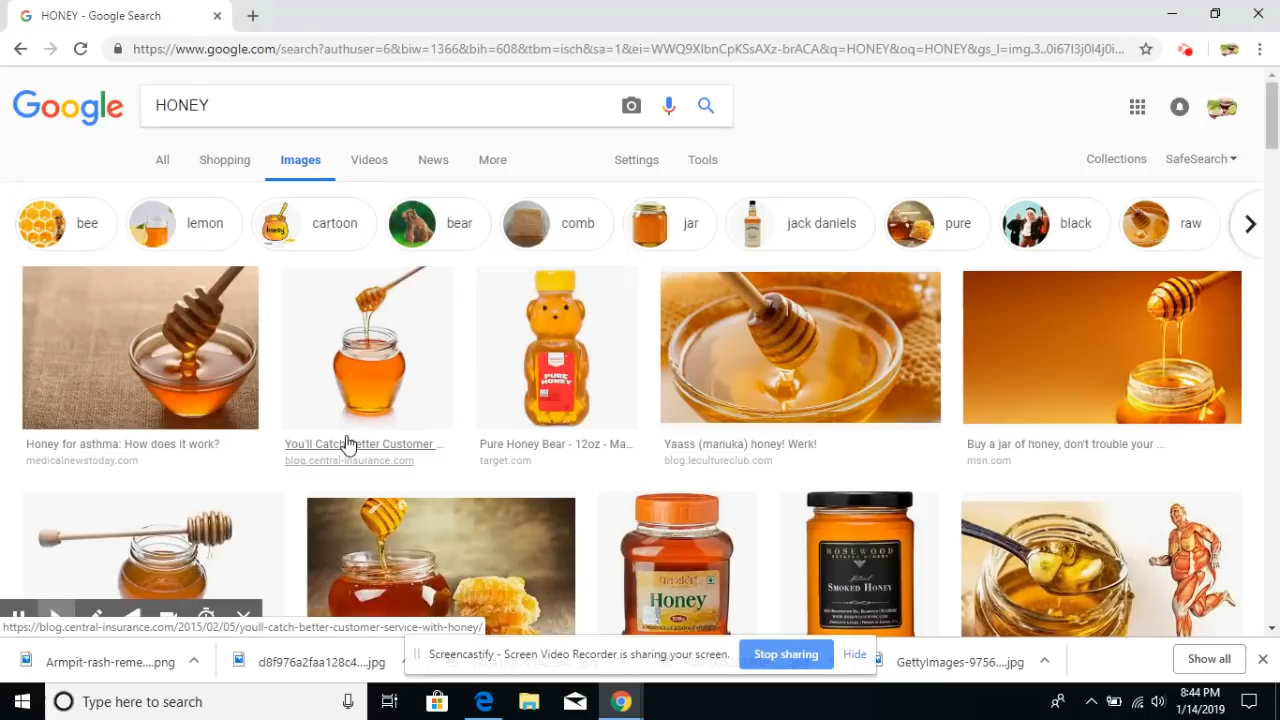 HONEY - Google Search
https://www.google.com/search?authuser=6&biw=1366&bih=608&tbm=isch&sa=1&ei=WWQ9XIbnCpKSsAXz-brACA&q=HONEY&oq=HONEY&gs_l=img.3..0i67l3j0l4j0i...
Google
HONEY
All
Shopping
Images
Videos
News
More
Settings
Tools
Collections
SafeSearch
bee
lemon
cartoon
bear
comb
jar
jack daniels
pure
black
raw
PURE HONEY
Honey for asthma: How does it work?
medicalnewstoday.com
You'll Catch Better Customer ...
blog.central-insurance.com
Pure Honey Bear - 12oz - Ma...
target.com
Yaass (manuka) honey! Werk!
blog.lecultureclub.com
Buy a jar of honey, don't trouble your ...
msn.com
Honey
ROSEWOOD
SMOKED HONEY
https://blog.central-insuran
15/02/05/youll-catch-better-customer-service-with-honey/
Armpit-rash-reme....png
d8f976a2faa128c4....jpg
Screencastify - Screen Video Recorder is sharing your screen.
Stop sharing
Hide
GettyImages-9756....jpg
Show all
Type here to search
8:44 PM
1/14/2019